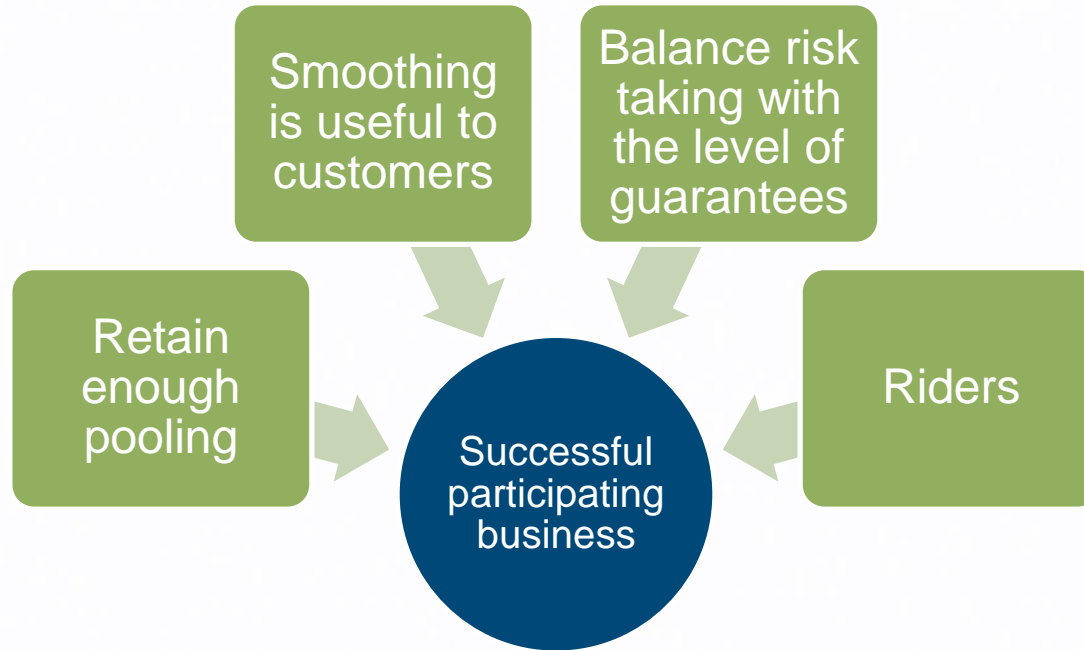 Smoothing
is useful to
customers
Balance risk
taking with
the level of
guarantees
Retain
enough
pooling
Riders
Successful
participating
business